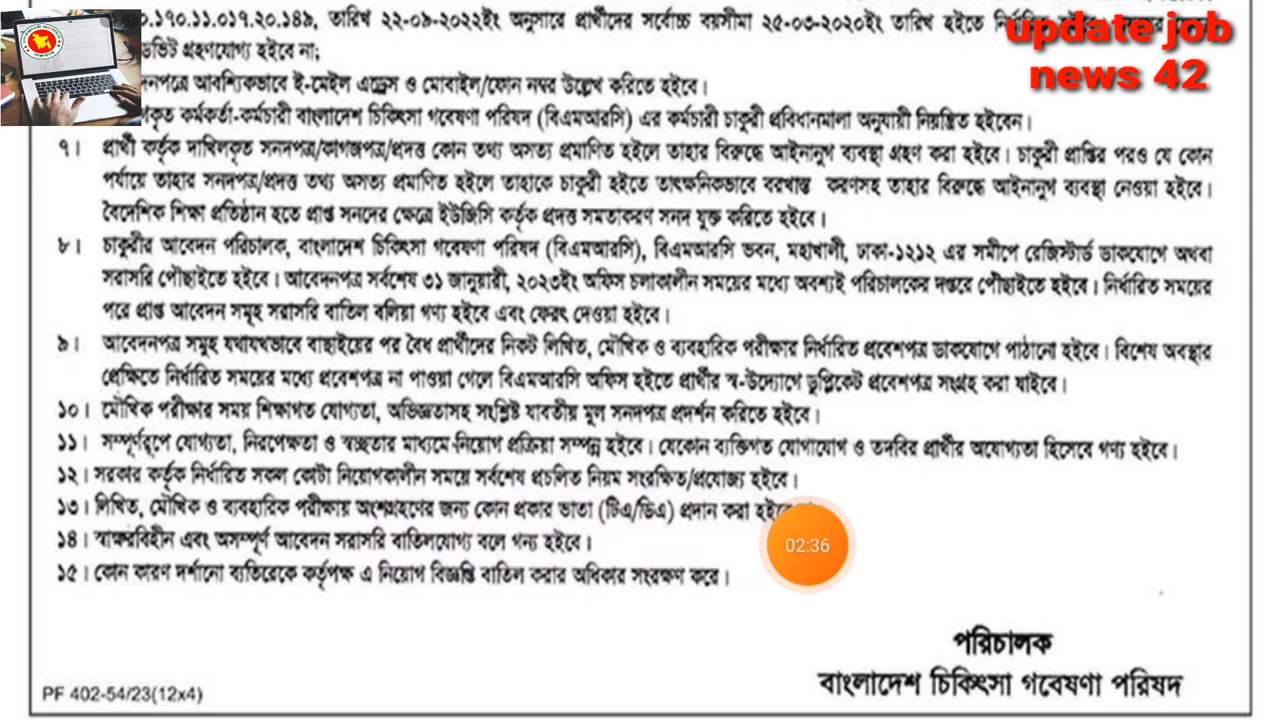 ০.১৭০.১১.০১৭.২০.১৪৯, তারিখ ২২-০৯-২০২২ইং অনুসারে প্রার্থীদের সর্বোচ্চ বয়সীমা ২৫-০৩-২০২০ইং তারিখ হইতে
update job
news 42
ডভিট গ্রহণযোগ্য হইবে না;
দনপত্রে আবশ্যিকভাবে ই-মেইল এড্রেস ও মোবাইল/ফোন নম্বর উল্লেখ করিতে হইবে।
কৃত কর্মকর্তা-কর্মচারী বাংলাদেশ চিকিৎসা গবেষণা পরিষদ (বিএমআরসি) এর কর্মচারী চাকুরী প্রবিধানমালা অনুযায়ী নিয়ন্ত্রিত হইবেন।
৭। প্রার্থী কর্তৃক দাখিলকৃত সনদপত্র/কাগজপত্র/প্রদত্ত কোন তথ্য অসত্য প্রমাণিত হইলে তাহার বিরুদ্ধে আইনানুগ ব্যবস্থা গ্রহণ করা হইবে। চাকুরী প্রাপ্তির পরও যে কোন
পর্যায়ে তাহার সনদপত্র/প্রদত্ত তথ্য অসত্য প্রমাণিত হইলে তাহাকে চাকুরী হইতে তাৎক্ষনিকভাবে বরখাস্ত করণসহ তাহার বিরুদ্ধে আইনানুগ ব্যবস্থা নেওয়া হইবে।
বৈদেশিক শিক্ষা প্রতিষ্ঠান হতে প্রাপ্ত সনদের ক্ষেত্রে ইউজিসি কর্তৃক প্রদত্ত সমতাকরণ সনদ যুক্ত করিতে হইবে।
৮। চাকুরীর আবেদন পরিচালক, বাংলাদেশ চিকিৎসা গবেষণা পরিষদ (বিএমআরসি), বিএমআরসি ভবন, মহাখালী, ঢাকা-১২১২ এর সমীপে রেজিস্টার্ড ডাকযোগে অথবা
সরাসরি পৌছাইতে হইবে। আবেদনপত্র সর্বশেষ ৩১ জানুয়ারী, ২০২৩ইং অফিস চলাকালীন সময়ের মধ্যে অবশ্যই পরিচালকের দপ্তরে পৌঁছাইতে হইবে। নির্ধারিত সময়ের
পরে প্রাপ্ত আবেদন সমূহ সরাসরি বাতিল বলিয়া গণ্য হইবে এবং ফেরৎ দেওয়া হইবে।
৯। আবেদনপত্র সমুহ যথাযথভাবে বাছাইয়ের পর বৈধ প্রার্থীদের নিকট লিখিত, মৌখিক ও ব্যবহারিক পরীক্ষার নির্ধারিত প্রবেশপত্র ডাকযোগে পাঠানো হইবে। বিশেষ অবস্থার
প্রেক্ষিতে নির্ধারিত সময়ের মধ্যে প্রবেশপত্র না পাওয়া গেলে বিএমআরসি অফিস হইতে প্রার্থীর স্ব-উদ্যোগে ডুপ্লিকেট প্রবেশপত্র সংগ্রহ করা যাইবে।
১০। মৌখিক পরীক্ষার সময় শিক্ষাগত যোগ্যতা, অভিজ্ঞতাসহ সংশ্লিষ্ট যাবতীয় মূল সনদপত্র প্রদর্শন করিতে হইবে।
১১। সম্পূর্ণরূপে যোগ্যতা, নিরপেক্ষতা ও স্বচ্ছতার মাধ্যমে নিয়োগ প্রক্রিয়া সম্পন্ন হইবে। যেকোন ব্যক্তিগত যোগাযোগ ও তদবির প্রার্থীর অযোগ্যতা হিসেবে গণ্য হইবে।
১২। সরকার কর্তৃক নির্ধারিত সকল কোটা নিয়োগকালীন সময়ে সর্বশেষ প্রচলিত নিয়ম সংরক্ষিত/প্রযোজ্য হইবে।
১৩। লিখিত, মৌখিক ও ব্যবহারিক পরীক্ষায় অংশগ্রহণের জন্য কোন প্রকার ভাতা (টিএ/ডিএ) প্রদান করা
02:36
১৪। স্বাক্ষরবিহীন এবং অসম্পূর্ণ আবেদন সরাসরি বাতিলযোগ্য বলে গন্য হইবে।
১৫। কোন কারণ দর্শানো ব্যতিরেকে কর্তৃপক্ষ এ নিয়োগ বিজ্ঞপ্তি বাতিল করার অধিকার সংরক্ষণ করে।
পরিচালক
বাংলাদেশ চিকিৎসা গবেষণা পরিষদ
PF 402-54/23(12x4)